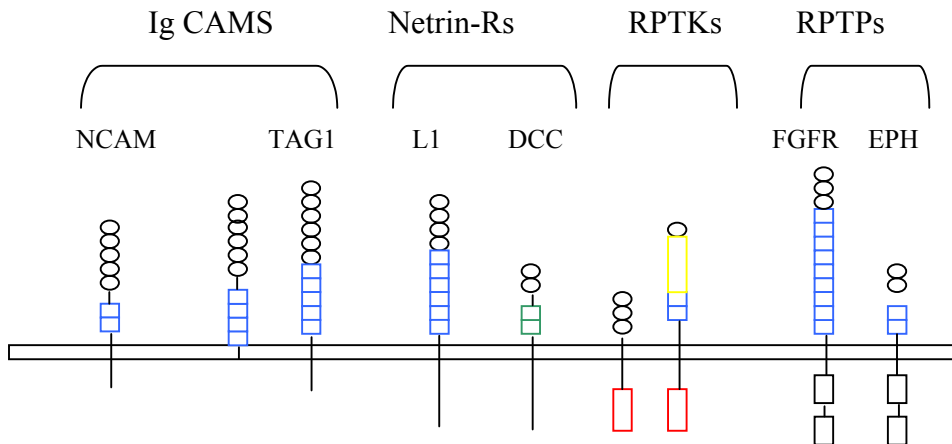 Ig CAMS Netrin-Rs RPTKs RPTPs
NCAM TAG1 L1 DCC FGFR EPH